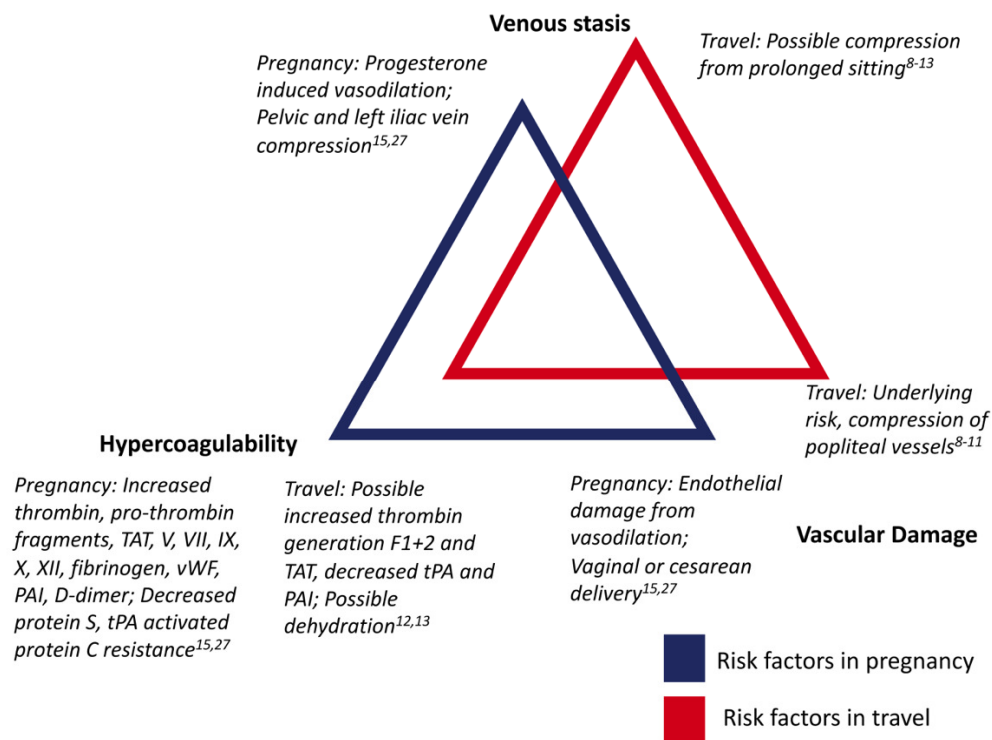 Venous stasis
Pregnancy: Progesterone
induced vasodilation;
Pelvic and left iliac vein
compression15,27
Travel: Possible compression
from prolonged sitting8-13
Travel: Underlying
risk, compression of
popliteal vessels8-11
Hypercoagulability
Pregnancy: Increased
thrombin, pro-thrombin
fragments, TAT, V, VII, IX,
X, XII, fibrinogen, vWF,
PAI, D-dimer; Decreased
protein S, tPA activated
protein C resistance15,27
Travel: Possible
increased thrombin
generation F1+2 and
TAT, decreased tPA and
PAI; Possible
dehydration12,13
Pregnancy: Endothelial
damage from
vasodilation;
Vaginal or cesarean
delivery15,27
Vascular Damage
Risk factors in pregnancy
Risk factors in travel